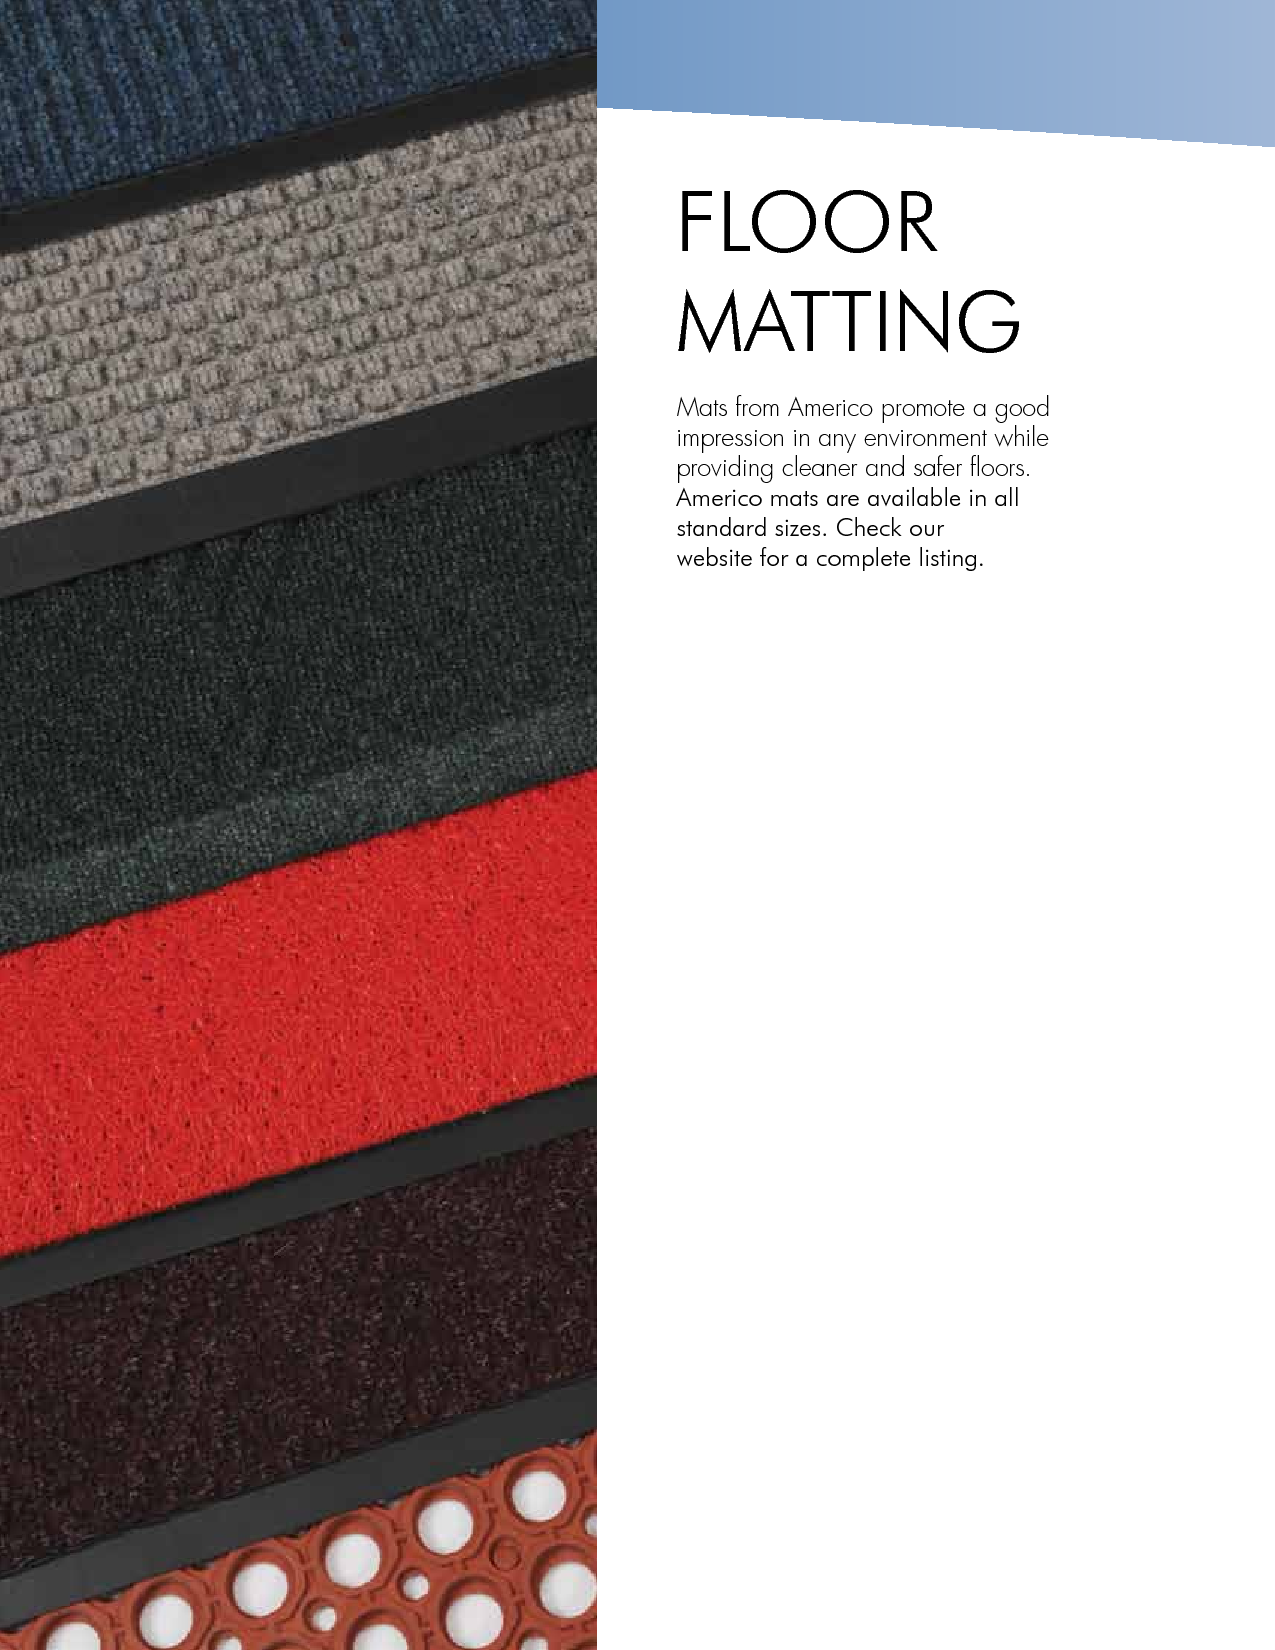 FLOOR
MATTING
Mats from Americo promote a good
impression in any environment while
providing cleaner and safer floors.
Americo mats are available in all
standard sizes. Check our
website for a complete listing.